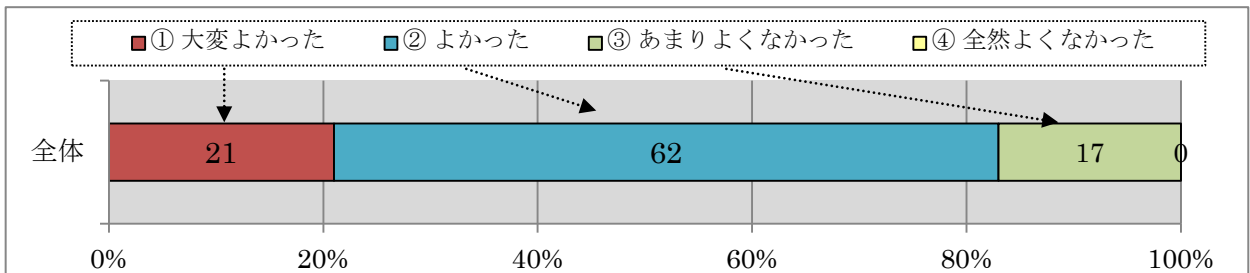 ① 大変よかった ② よかった ③ あまりよくなかった ④ 全然よくなかった
全体 21 62 17 0
0% 20% 40% 60% 80% 100%